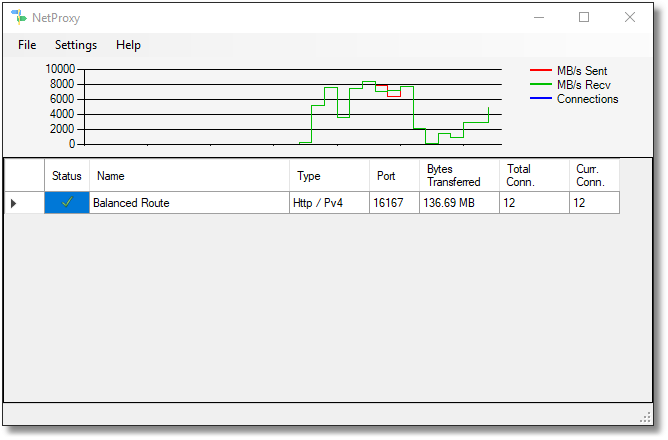 NetProxy
File Settings Help
10000
8000
6000
4000
2000
0
MB/s Sent
MB/s Recv
Connections
Status Name Type Port Bytes Transferred Total Conn. Curr. Conn.
Balanced Route Http / Pv4 16167 136.69 MB 12 12